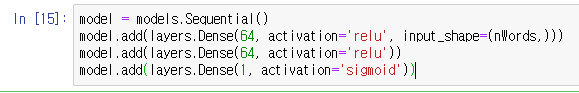 In [15]: model = models.Sequential()
model.add(layers.Dense(64, activation='relu', input_shape=(nWords,)))
model.add(layers.Dense(64, activation='relu'))
model.add(layers.Dense(1, activation='sigmoid'))